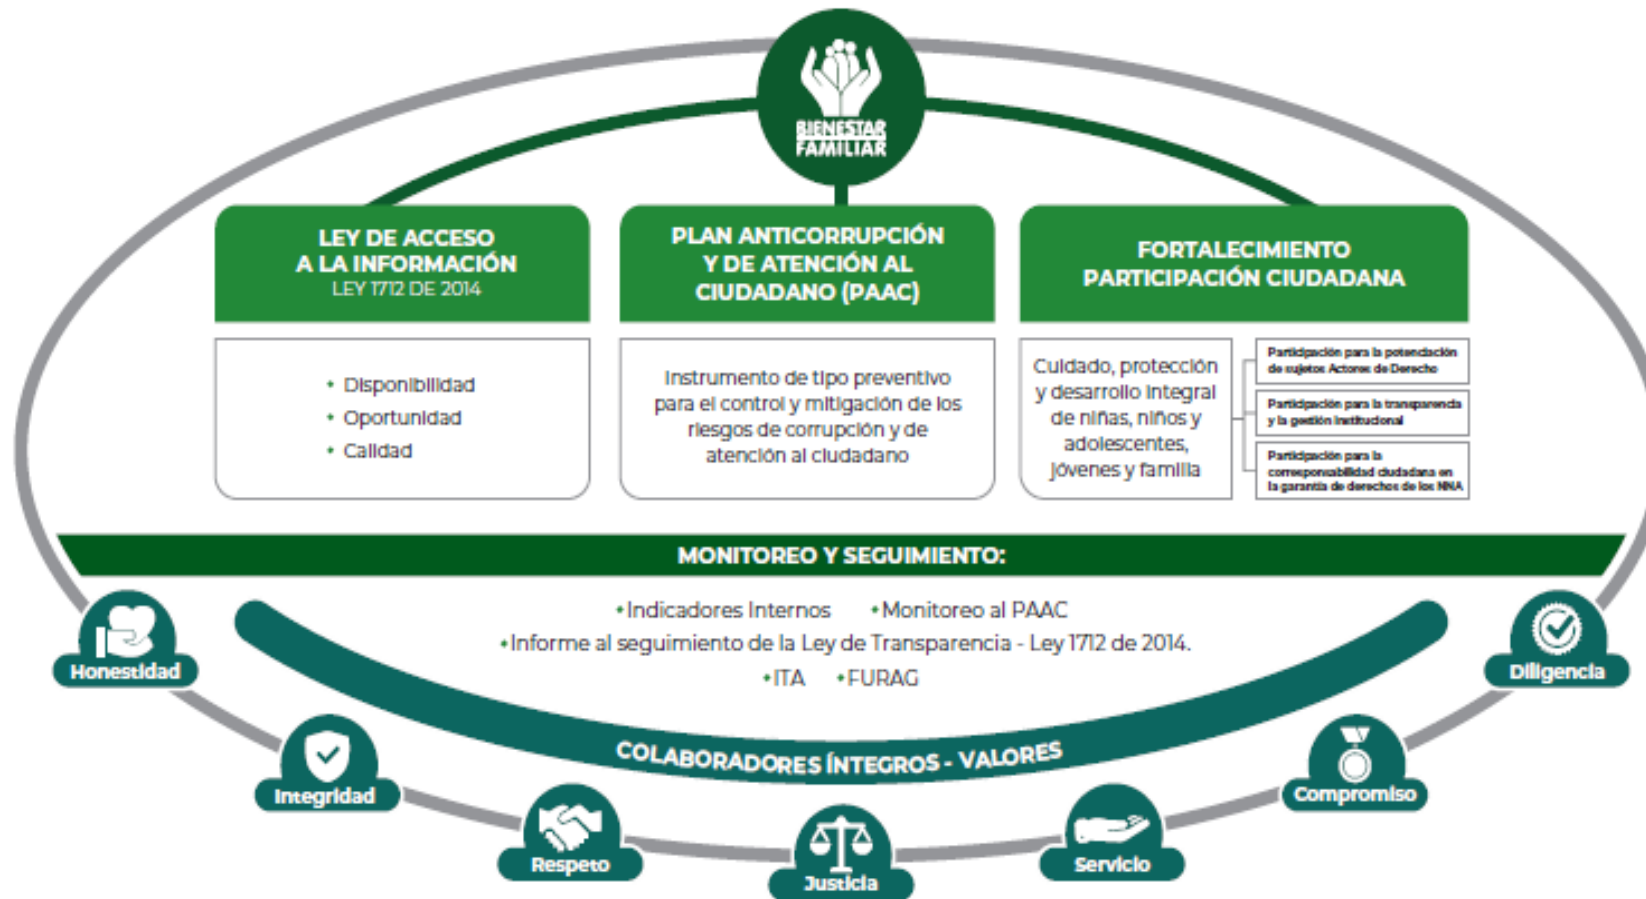 BIENESTAR
FAMILIAR
LEY DE ACCESO
A LA INFORMACIÓN
LEY 1712 DE 2014
• Disponibilidad
• Oportunidad
• Calidad
PLAN ANTICORRUPCIÓN
Y DE ATENCIÓN AL
CIUDADANO (PAAC)
Instrumento de tipo preventivo
para el control y mitigación de los
riesgos de corrupción y de
atención al ciudadano
FORTALECIMIENTO
PARTICIPACIÓN CIUDADANA
Cuidado, protección
y desarrollo integral
de niñas, niños y
adolescentes,
jóvenes y familia
Participación para la potenciación
de sujetos Actores de Derecho
Participación para la transparencia
y la gestión institucional
Participación para la
corresponsabilidad ciudadana en
la garantía de derechos de los NNA
MONITOREO Y SEGUIMIENTO:
•Indicadores Internos •Monitoreo al PAAC
•Informe al seguimiento de la Ley de Transparencia - Ley 1712 de 2014.
•ITA •FURAG
COLABORADORES ÍNTEGROS - VALORES
Honestidad
Integridad
Respeto
Justicia
Servicio
Compromiso
Diligencia